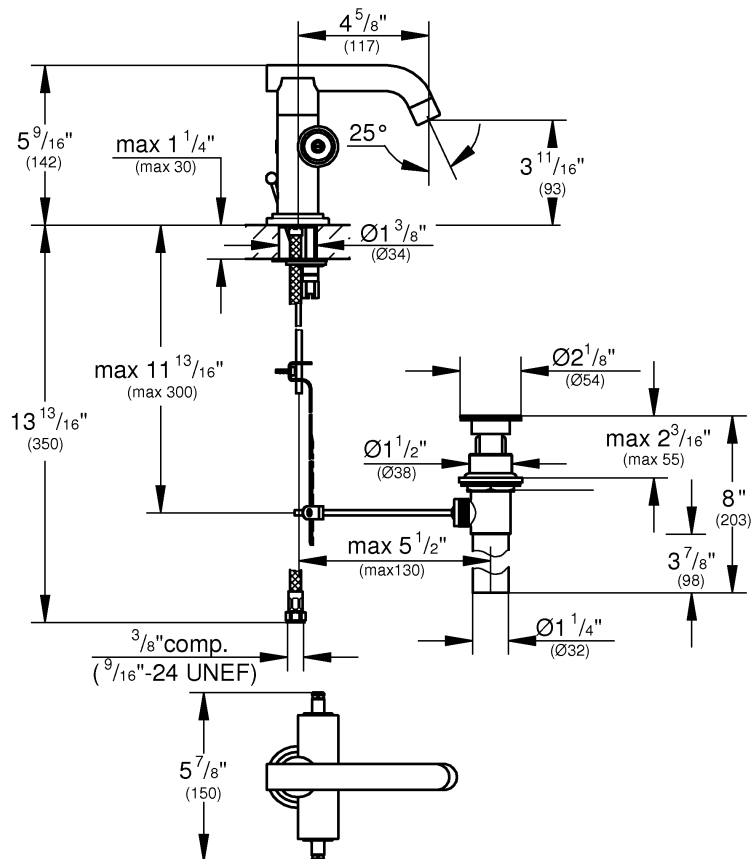 4 5/8"
(117)
5 9/16"
(142)
max 1 1/4"
(max 30)
25°
3 11/16"
(93)
Ø1 3/8"
(Ø34)
max 11 13/16"
(max 300)
13 13/16"
(350)
Ø2 1/8"
(Ø54)
Ø1 1/2"
(Ø38)
max 2 3/16"
(max 55)
8"
(203)
max 5 1/2"
(max130)
3 7/8"
(98)
3/8"comp.
(9/16"-24 UNEF)
Ø1 1/4"
(Ø32)
5 7/8"
(150)